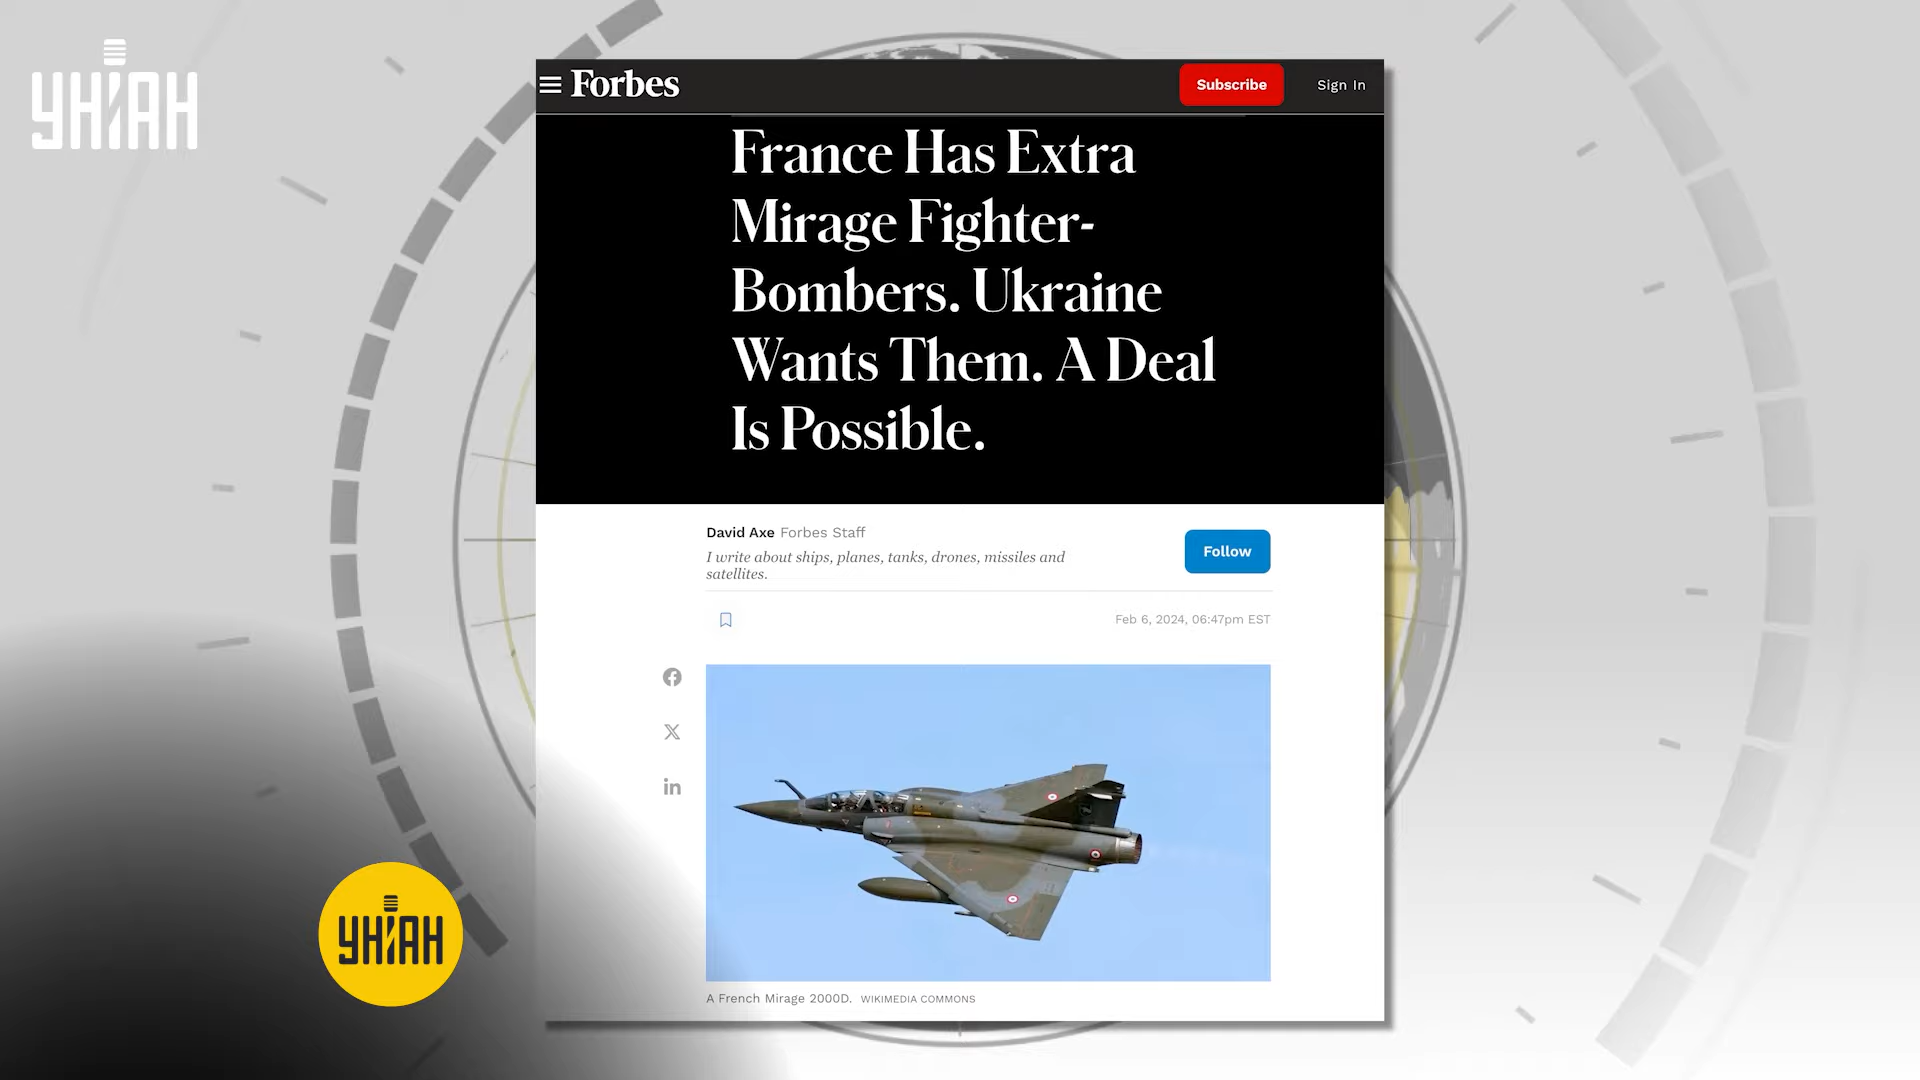 УНІАН
Forbes
Subscribe
Sign In
France Has Extra
Mirage Fighter-
Bombers. Ukraine
Wants Them. A Deal
Is Possible.
David Axe Forbes Staff
Follow
I write about ships, planes, tanks, drones, missiles and
satellites.
Feb 6, 2024, 06:47pm EST
A French Mirage 2000D. WIKIMEDIA COMMONS
УНІАН